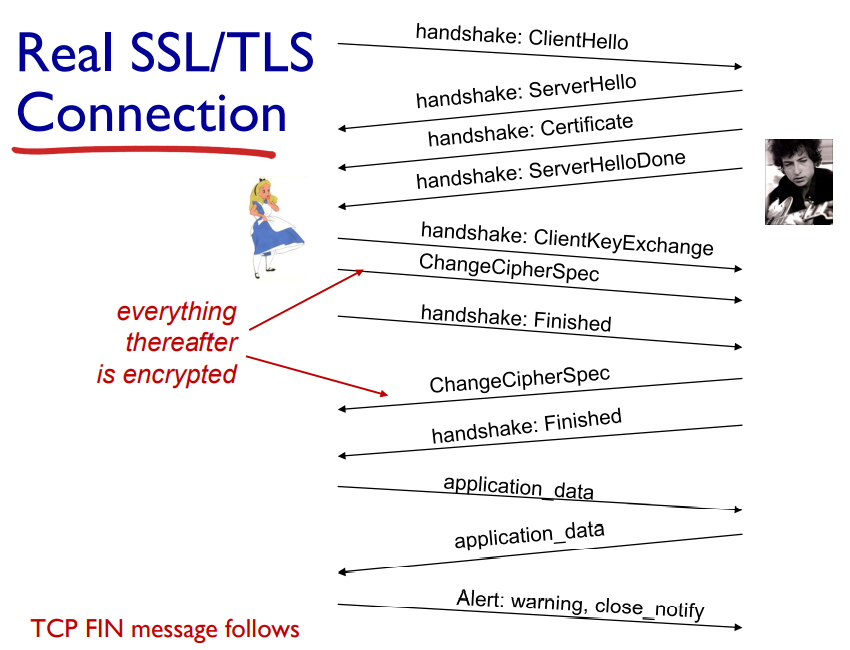 Real SSL/TLS
Connection
handshake: ClientHello
handshake: ServerHello
handshake: Certificate
handshake: ServerHelloDone
handshake: ClientKeyExchange
ChangeCipherSpec
everything
thereafter
is encrypted
handshake: Finished
ChangeCipherSpec
handshake: Finished
application_data
application_data
Alert: warning, close_notify
TCP FIN message follows